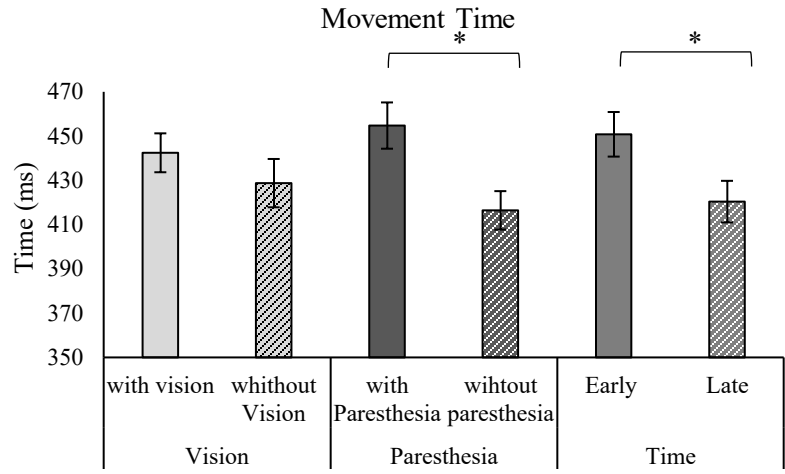 Movement Time
* *
Time (ms)
470
450
430
410
390
370
350
with vision
whithout
Vision
with
Paresthesia
wihtout
paresthesia
Early
Late
Vision
Paresthesia
Time